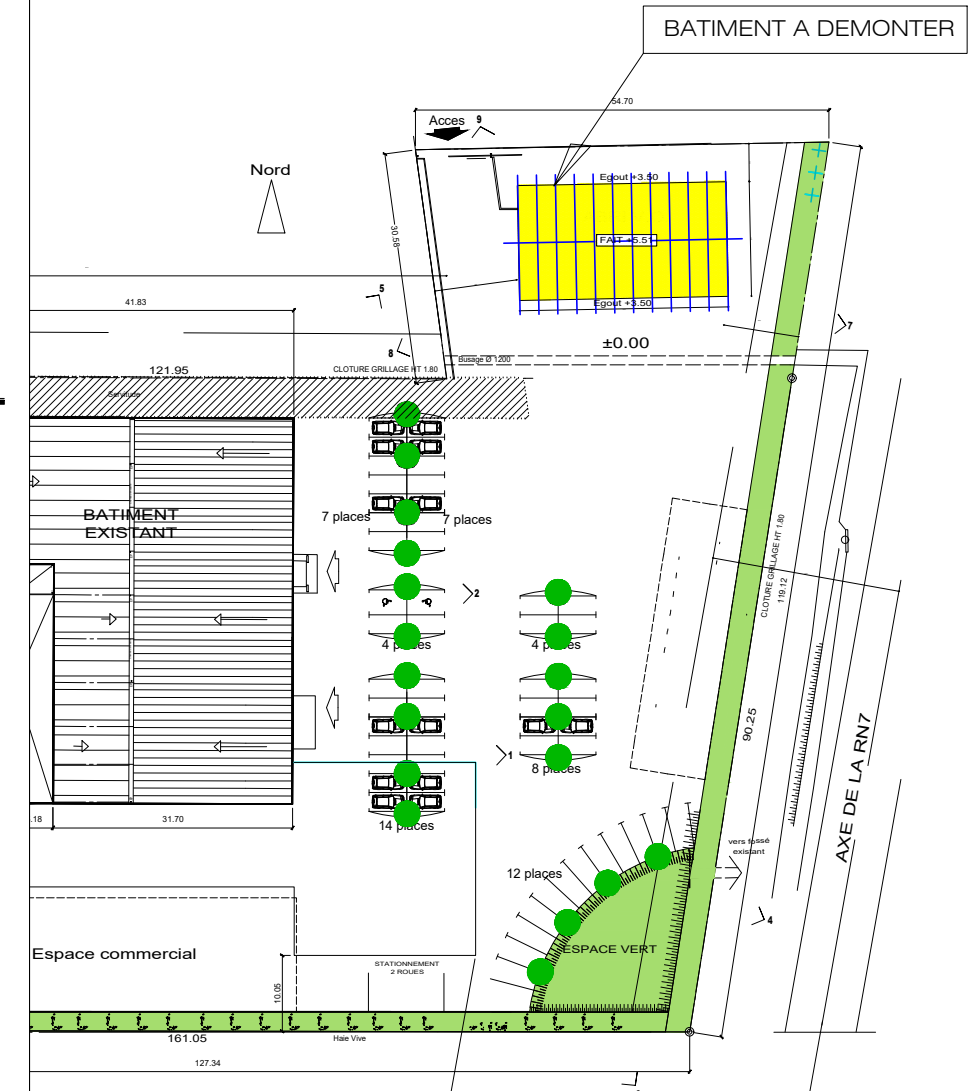 BATIMENT A DEMONTER
54.70
Acces
9
Nord
Egout +3.50
30.58
FAIT +5.51
5
Egout +3.50
41.83
7
±0.00
8
Busage Ø 1200
121.95
CLOTURE GRILLAGE HT 1.80
Servitude
BATIMENT
EXISTANT
7 places
7 places
CLOTURE GRILLAGE HT 1.80
119.12
2
4 places
4 places
90.25
1
8 places
AXE DE LA RN7
.18
31.70
14 places
vers fossé
existant
12 places
4
Espace commercial
ESPACE VERT
STATIONNEMENT
2 ROUES
10.05
161.05
Haie Vive
127.34